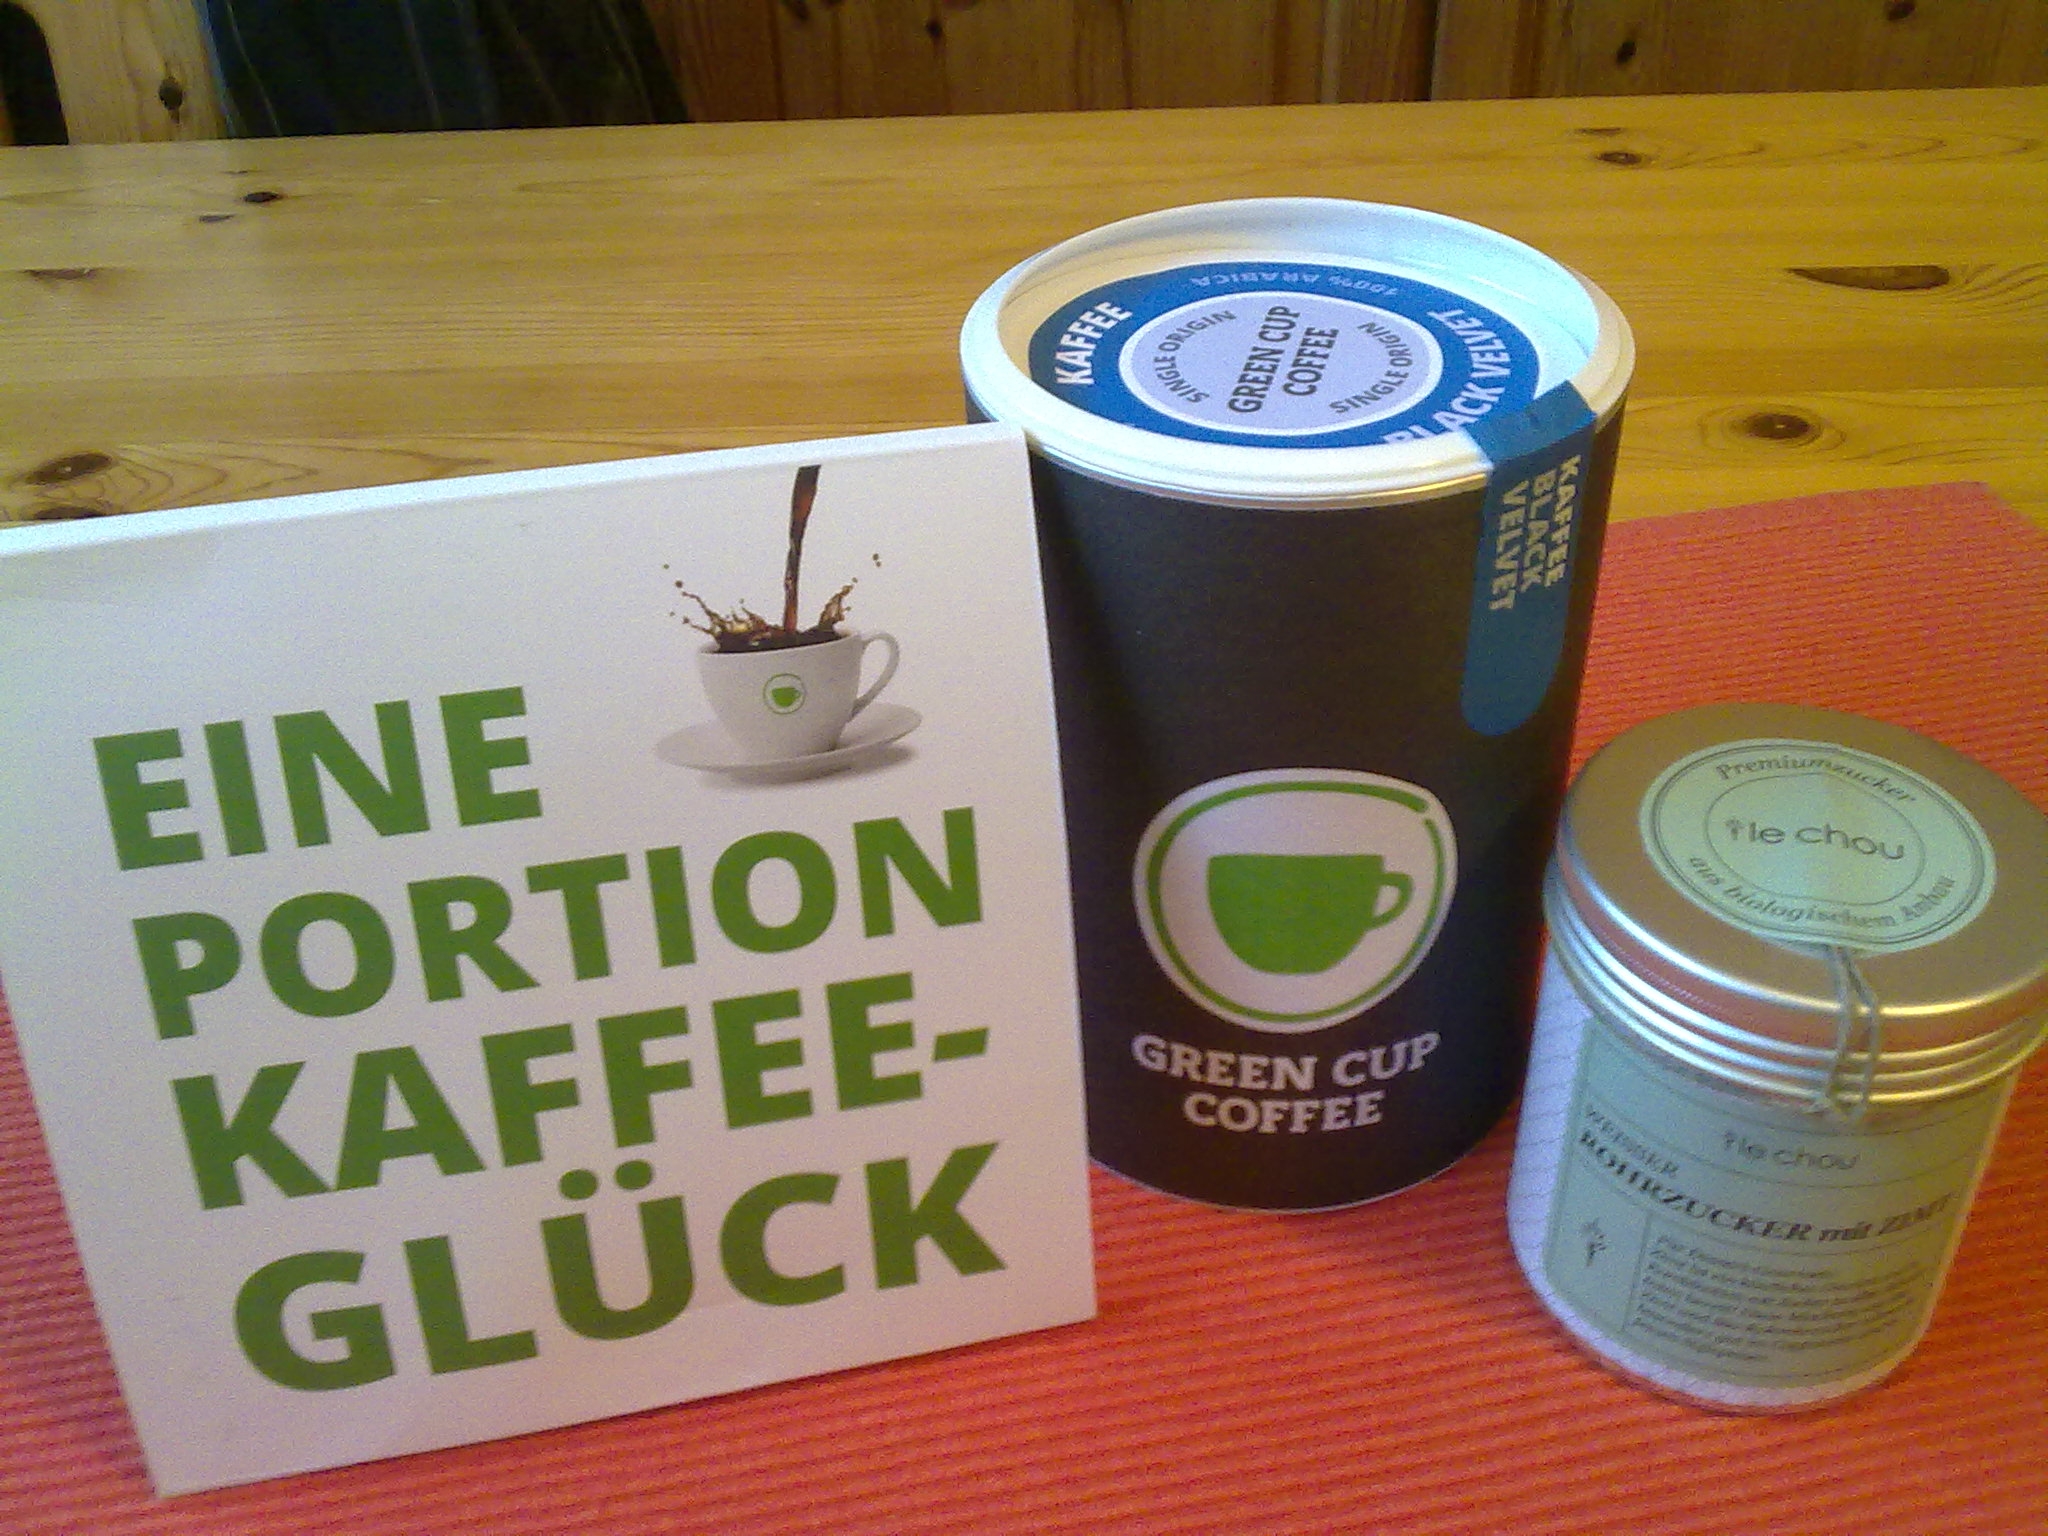 EINE
PORTION
KAFFEE-
GLÜCK
KAFFEE
100% ARABICA
BLACK VELVET
SINGLE ORIGIN
GREEN CUP
COFFEE
SINGLE ORIGIN
KAFFEE
BLACK
VELVET
GREEN CUP
COFFEE
Premiumzucker
le chou
aus biologischem Anbau
le chou
WEISSER
ROHRZUCKER mit ZIMT